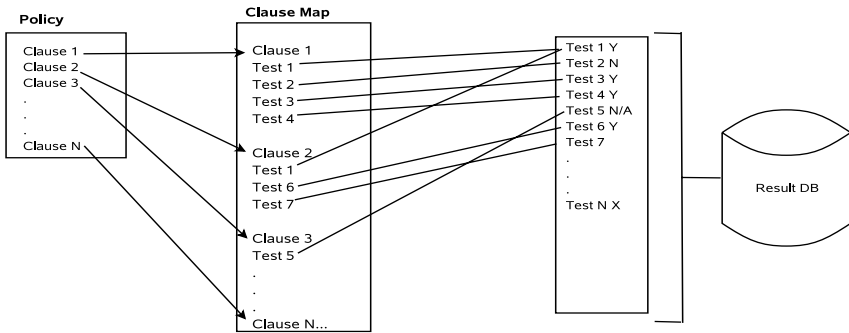 Policy
Clause 1
Clause 2
Clause 3
.
.
.
Clause N
Clause Map
Clause 1
Test 1
Test 2
Test 3
Test 4
Clause 2
Test 1
Test 6
Test 7
Clause 3
Test 5
.
.
.
Clause N...
Test 1 Y
Test 2 N
Test 3 Y
Test 4 Y
Test 5 N/A
Test 6 Y
Test 7
.
.
.
Test N X
Result DB